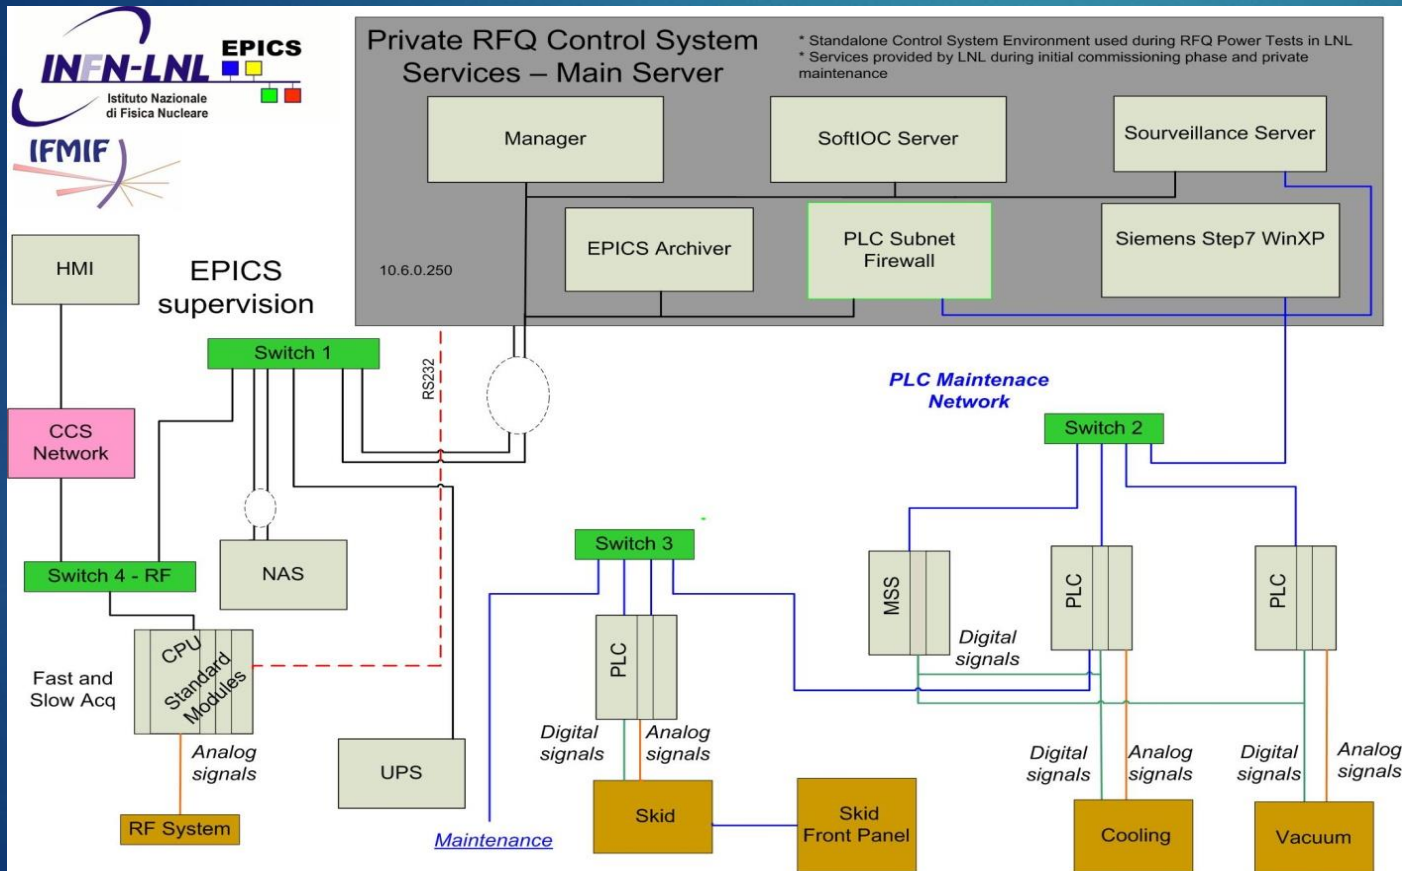 INFN-LNL
EPICS
Istituto Nazionale
di Fisica Nucleare
IFMIF
Private RFQ Control System
Services – Main Server
* Standalone Control System Environment used during RFQ Power Tests in LNL
* Services provided by LNL during initial commissioning phase and private
maintenance
Manager
SoftIOC Server
Sourveillance Server
EPICS Archiver
PLC Subnet
Firewall
Siemens Step7 WinXP
10.6.0.250
HMI
EPICS
supervision
Switch 1
RS232
PLC Maintenace
Network
CCS
Network
Switch 2
Switch 3
Switch 4 - RF
NAS
MSS
PLC
PLC
CPU
Standard
Modules
Fast and
Slow Acq
PLC
Digital
signals
Analog
signals
Digital
signals
Analog
signals
UPS
Digital
signals
Analog
signals
Digital
signals
Analog
signals
RF System
Maintenance
Skid
Skid
Front Panel
Cooling
Vacuum